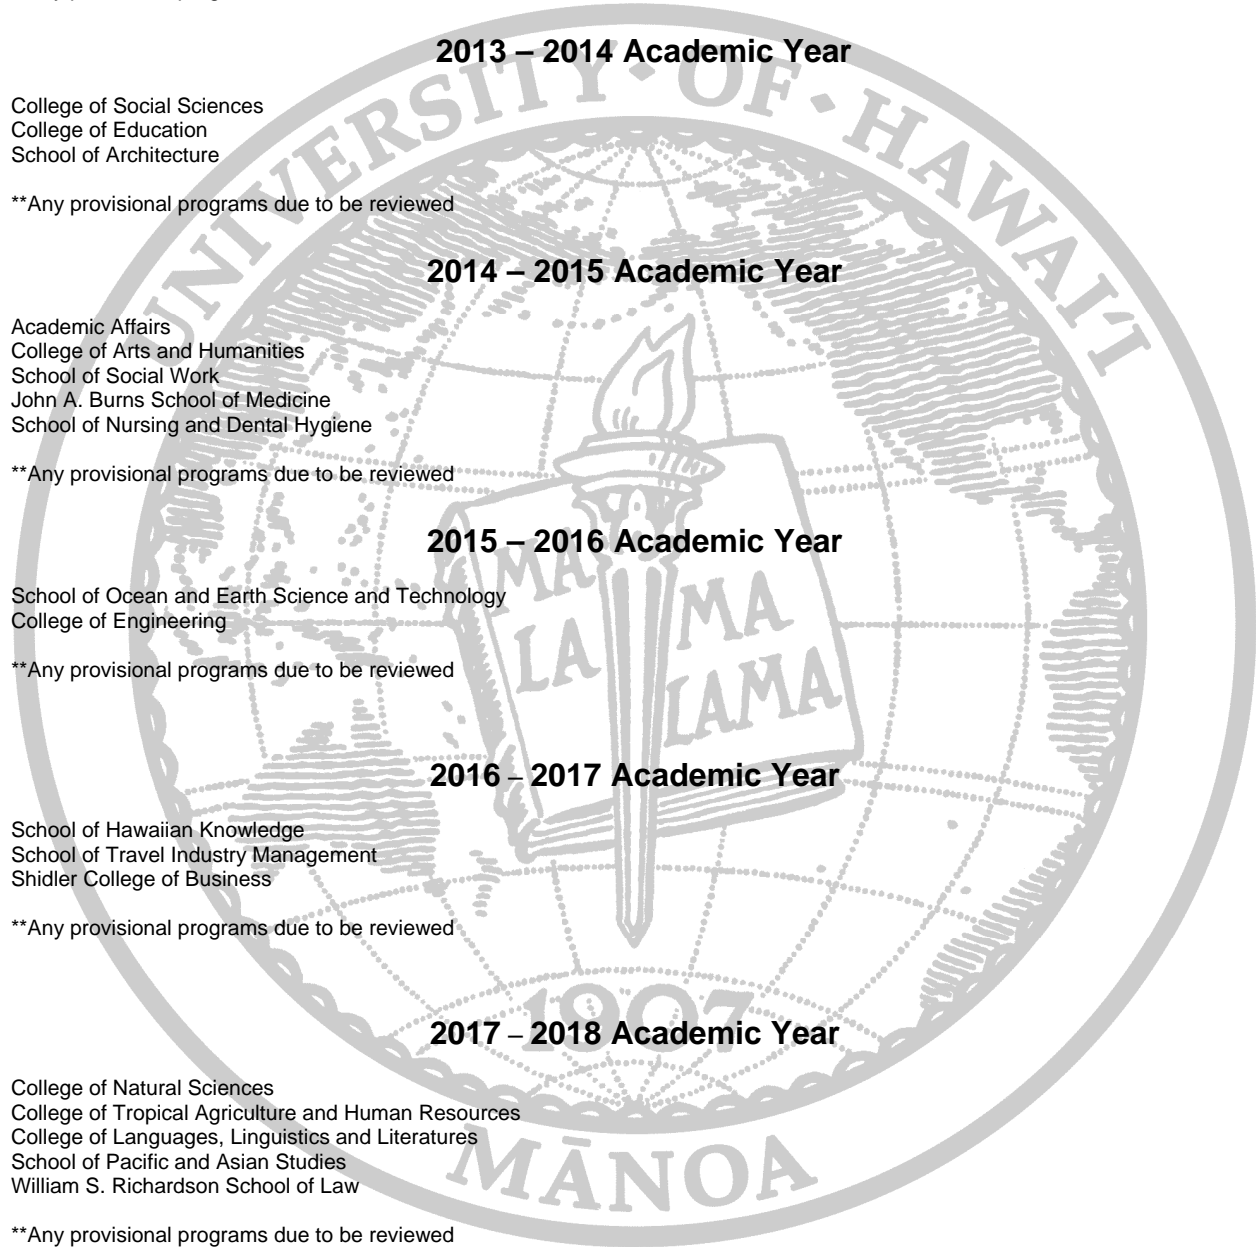 2013 – 2014 Academic Year
College of Social Sciences
College of Education
School of Architecture
**Any provisional programs due to be reviewed
2014 – 2015 Academic Year
Academic Affairs
College of Arts and Humanities
School of Social Work
John A. Burns School of Medicine
School of Nursing and Dental Hygiene
**Any provisional programs due to be reviewed
2015 – 2016 Academic Year
School of Ocean and Earth Science and Technology
College of Engineering
**Any provisional programs due to be reviewed
2016 – 2017 Academic Year
School of Hawaiian Knowledge
School of Travel Industry Management
Shidler College of Business
**Any provisional programs due to be reviewed
2017 – 2018 Academic Year
College of Natural Sciences
College of Tropical Agriculture and Human Resources
College of Languages, Linguistics and Literatures
School of Pacific and Asian Studies
William S. Richardson School of Law
**Any provisional programs due to be reviewed
UNIVERSITY · OF · HAWAI‘I
MA
LA
MA
LAMA
1907
MĀNOA